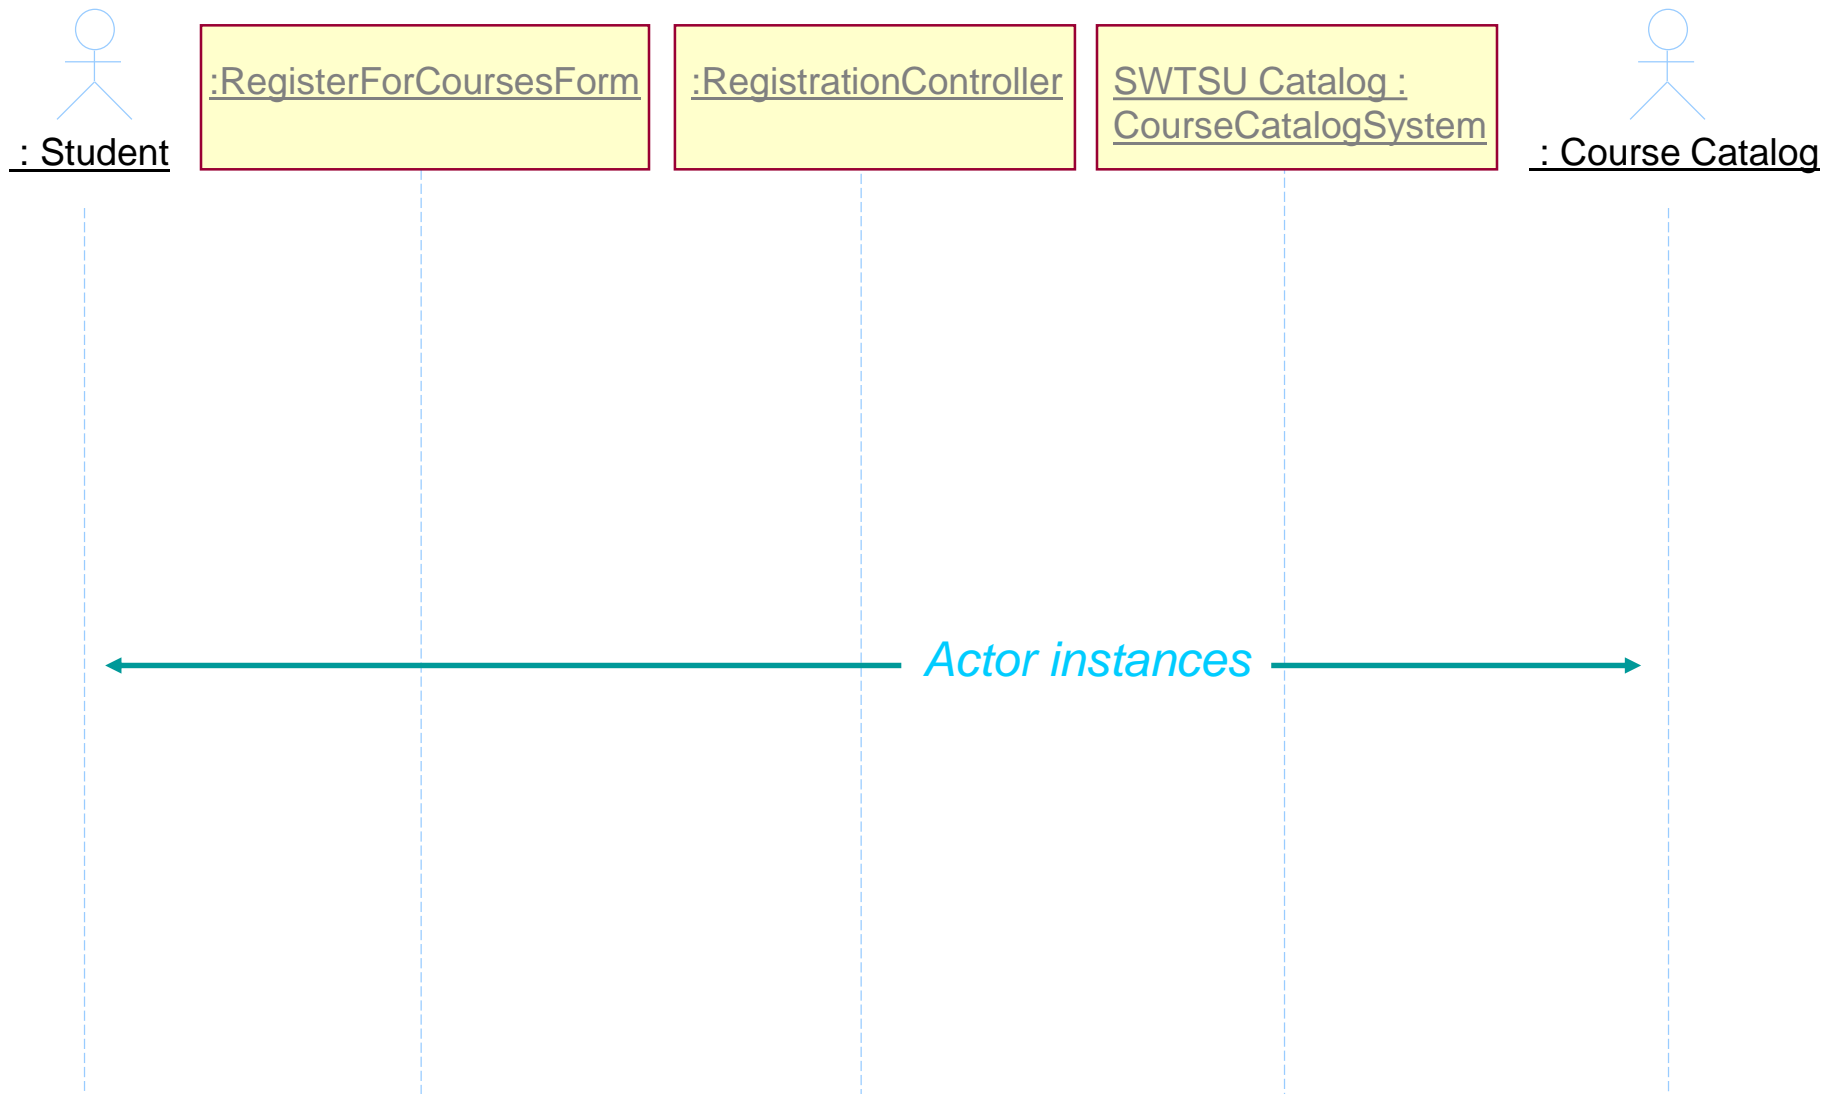 : Student
:RegisterForCoursesForm
:RegistrationController
SWTSU Catalog :
CourseCatalogSystem
: Course Catalog
Actor instances